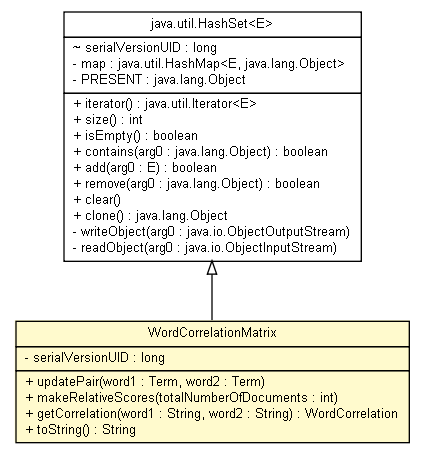 java.util.HashSet<E>
~ serialVersionUID : long
- map : java.util.HashMap<E, java.lang.Object>
- PRESENT : java.lang.Object
+ iterator() : java.util.Iterator<E>
+ size() : int
+ isEmpty() : boolean
+ contains(arg0 : java.lang.Object) : boolean
+ add(arg0 : E) : boolean
+ remove(arg0 : java.lang.Object) : boolean
+ clear()
+ clone() : java.lang.Object
- writeObject(arg0 : java.io.ObjectOutputStream)
- readObject(arg0 : java.io.ObjectInputStream)
WordCorrelationMatrix
- serialVersionUID : long
+ updatePair(word1 : Term, word2 : Term)
+ makeRelativeScores(totalNumberOfDocuments : int)
+ getCorrelation(word1 : String, word2 : String) : WordCorrelation
+ toString() : String